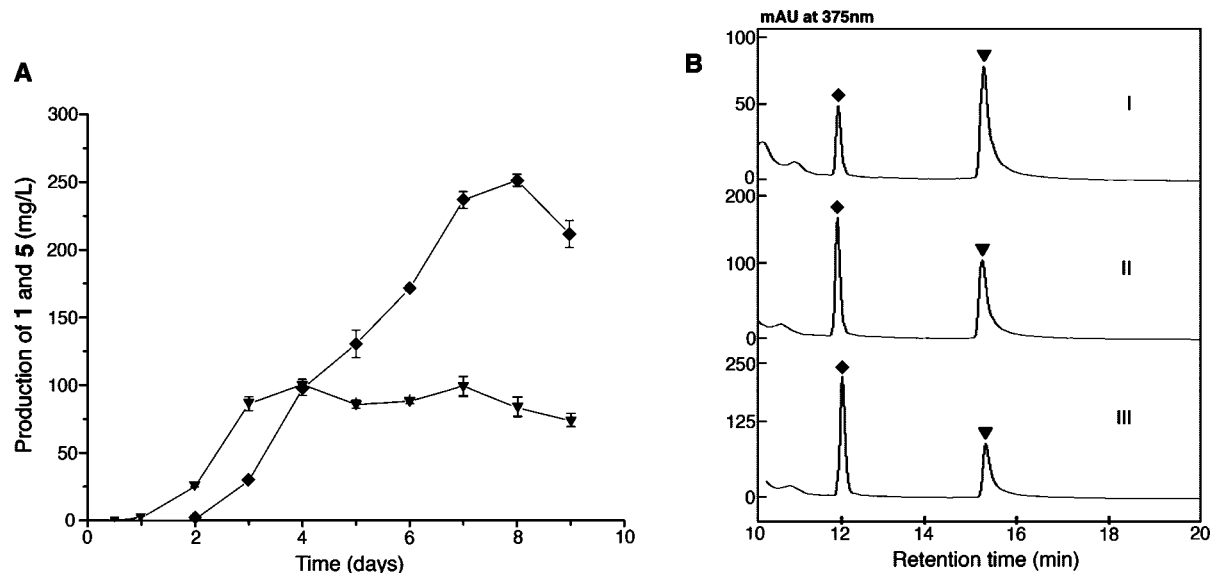 A
300
250
200
150
100
50
0
Production of 1 and 5 (mg/L)
0 2 4 6 8 10
Time (days)
B
mAU at 375nm
100
50
0
I
200
100
0
II
250
125
0
III
10 12 14 16 18 20
Retention time (min)